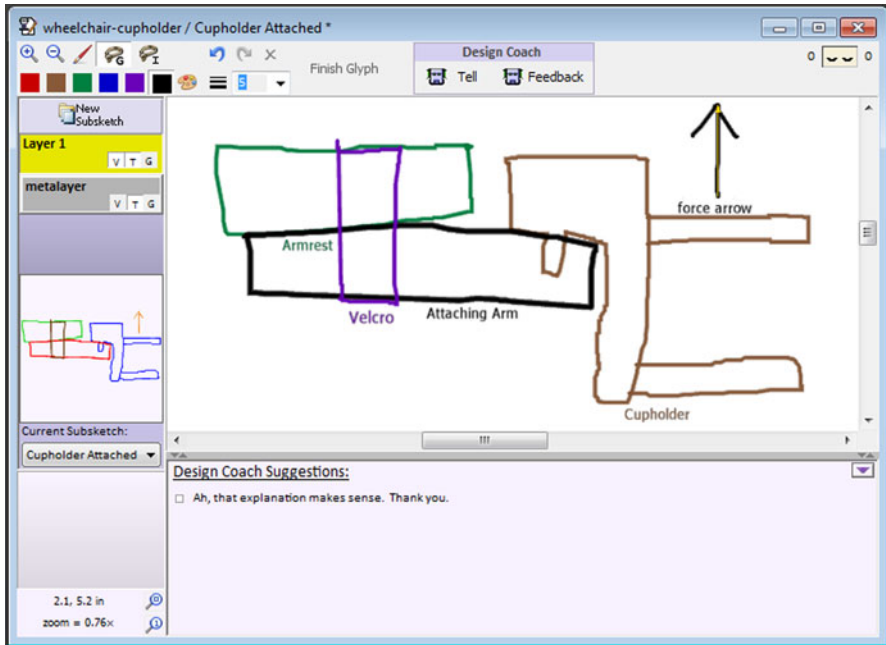 wheelchair-cupholder / Cupholder Attached *
Finish Glyph
Design Coach
Tell
Feedback
0
0
5
New
Subsketch
Layer 1
V T G
metalayer
V T G
force arrow
Armrest
Velcro
Attaching Arm
Cupholder
Current Subsketch:
Cupholder Attached
Design Coach Suggestions:
Ah, that explanation makes sense. Thank you.
2.1, 5.2 in
zoom = 0.76x